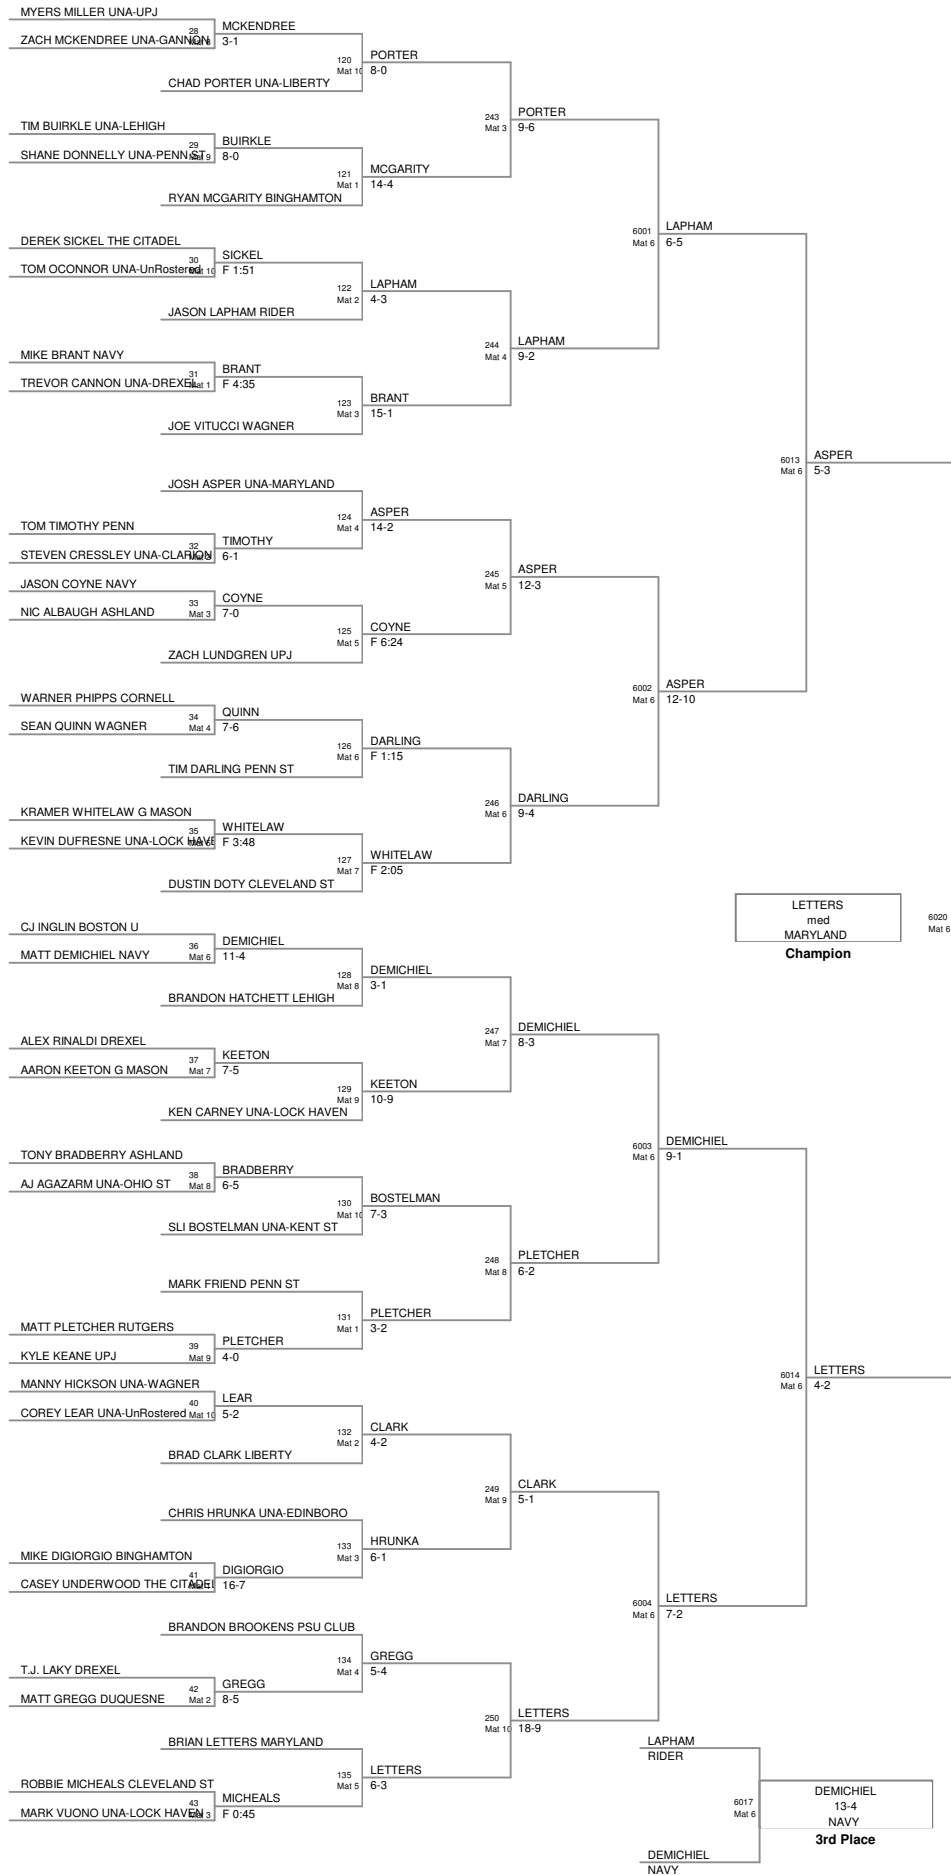 MYERS MILLER UNA-UPJ
28 MCKENDREE
ZACH MCKENDREE UNA-GANNON Mat 8 3-1
120 PORTER
Mat 10 8-0
CHAD PORTER UNA-LIBERTY
243 PORTER
Mat 3 9-6
TIM BUIRKLE UNA-LEHIGH
29 BUIRKLE
SHANE DONNELLY UNA-PENN ST Mat 9 8-0
121 MCGARITY
Mat 1 14-4
RYAN MCGARITY BINGHAMTON
6001 LAPHAM
Mat 6 6-5
DEREK SICKEL THE CITADEL
30 SICKEL
TOM OCONNOR UNA-UnRostered Mat 10 F 1:51
122 LAPHAM
Mat 2 4-3
JASON LAPHAM RIDER
244 LAPHAM
Mat 4 9-2
MIKE BRANT NAVY
31 BRANT
TREVOR CANNON UNA-DREXEL Mat 1 F 4:35
123 BRANT
Mat 3 15-1
JOE VITUCCI WAGNER
6013 ASPER
Mat 6 5-3
JOSH ASPER UNA-MARYLAND
124 ASPER
Mat 4 14-2
TOM TIMOTHY PENN
32 TIMOTHY
STEVEN CRESSLEY UNA-CLARION 6-1
245 ASPER
Mat 5 12-3
JASON COYNE NAVY
33 COYNE
NIC ALBAUGH ASHLAND Mat 3 7-0
125 COYNE
Mat 5 F 6:24
ZACH LUNDGREN UPJ
6002 ASPER
Mat 6 12-10
WARNER PHIPPS CORNELL
34 QUINN
SEAN QUINN WAGNER Mat 4 7-6
126 DARLING
Mat 6 F 1:15
TIM DARLING PENN ST
246 DARLING
Mat 6 9-4
KRAMER WHITELAW G MASON
35 WHITELAW
KEVIN DUFRESNE UNA-LOCK HAVE F 3:48
127 WHITELAW
Mat 7 F 2:05
DUSTIN DOTY CLEVELAND ST
LETTERS
med
MARYLAND
Champion
6020
Mat 6
CJ INGLIN BOSTON U
36 DEMICHIEL
MATT DEMICHIEL NAVY Mat 6 11-4
128 DEMICHIEL
Mat 8 3-1
BRANDON HATCHETT LEHIGH
247 DEMICHIEL
Mat 7 8-3
ALEX RINALDI DREXEL
37 KEETON
AARON KEETON G MASON Mat 7 7-5
129 KEETON
Mat 9 10-9
KEN CARNEY UNA-LOCK HAVEN
6003 DEMICHIEL
Mat 6 9-1
TONY BRADBERRY ASHLAND
38 BRADBERRY
AJ AGAZARM UNA-OHIO ST Mat 8 6-5
130 BOSTELMAN
Mat 10 7-3
SLI BOSTELMAN UNA-KENT ST
248 PLETCHER
Mat 8 6-2
MARK FRIEND PENN ST
131 PLETCHER
Mat 1 3-2
MATT PLETCHER RUTGERS
39 PLETCHER
KYLE KEANE UPJ Mat 9 4-0
6014 LETTERS
Mat 6 4-2
MANNY HICKSON UNA-WAGNER
40 LEAR
COREY LEAR UNA-UnRostered Mat 10 5-2
132 CLARK
Mat 2 4-2
BRAD CLARK LIBERTY
249 CLARK
Mat 9 5-1
CHRIS HRUNKA UNA-EDINBORO
133 HRUNKA
Mat 3 6-1
MIKE DIGIORGIO BINGHAMTON
41 DIGIORGIO
CASEY UNDERWOOD THE CITADEL 16-7
6004 LETTERS
Mat 6 7-2
BRANDON BROOKENS PSU CLUB
134 GREGG
Mat 4 5-4
T.J. LAKY DREXEL
42 GREGG
MATT GREGG DUQUESNE Mat 2 8-5
250 LETTERS
Mat 10 18-9
BRIAN LETTERS MARYLAND
135 LETTERS
Mat 5 6-3
ROBBIE MICHEALS CLEVELAND ST
43 MICHEALS
MARK VUONO UNA-LOCK HAVEN Mat 3 F 0:45
LAPHAM
RIDER
6017
Mat 6
DEMICHIEL
13-4
NAVY
3rd Place
DEMICHIEL
NAVY